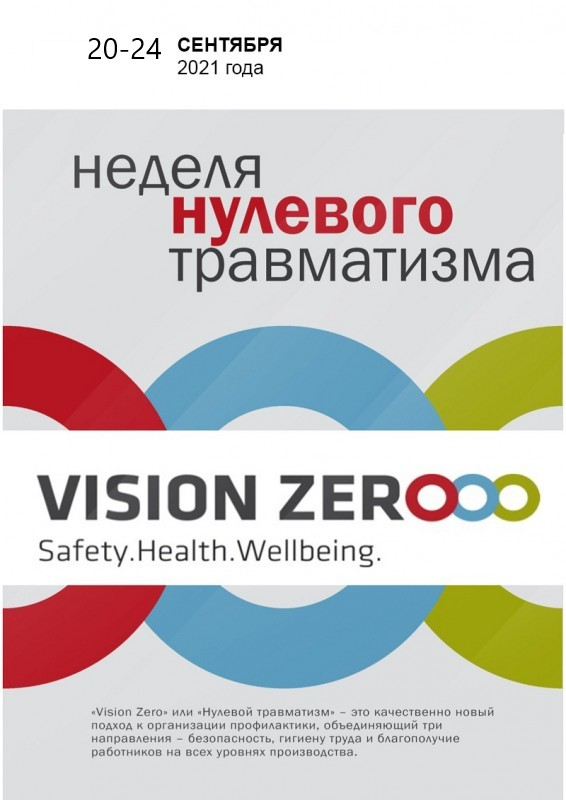 20-24 СЕНТЯБРЯ
2021 года
неделя
нулевого
травматизма
VISION ZEROOO
Safety.Health.Wellbeing.
«Vision Zero» или «Нулевой травматизм» – это качественно новый
подход к организации профилактики, объединяющий три
направления – безопасность, гигиену труда и благополучие
работников на всех уровнях производства.